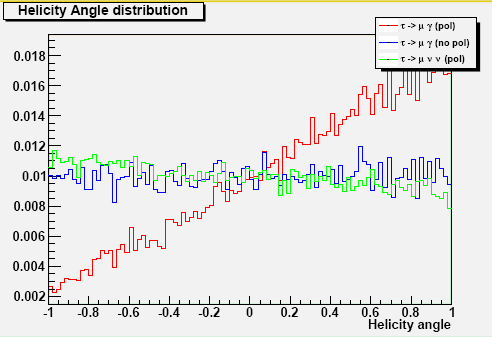 Helicity Angle distribution
τ -> μ γ (pol)
τ -> μ γ (no pol)
τ -> μ ν ν (pol)
0.018
0.016
0.014
0.012
0.01
0.008
0.006
0.004
0.002
-1 -0.8 -0.6 -0.4 -0.2 0 0.2 0.4 0.6 0.8 1
Helicity angle